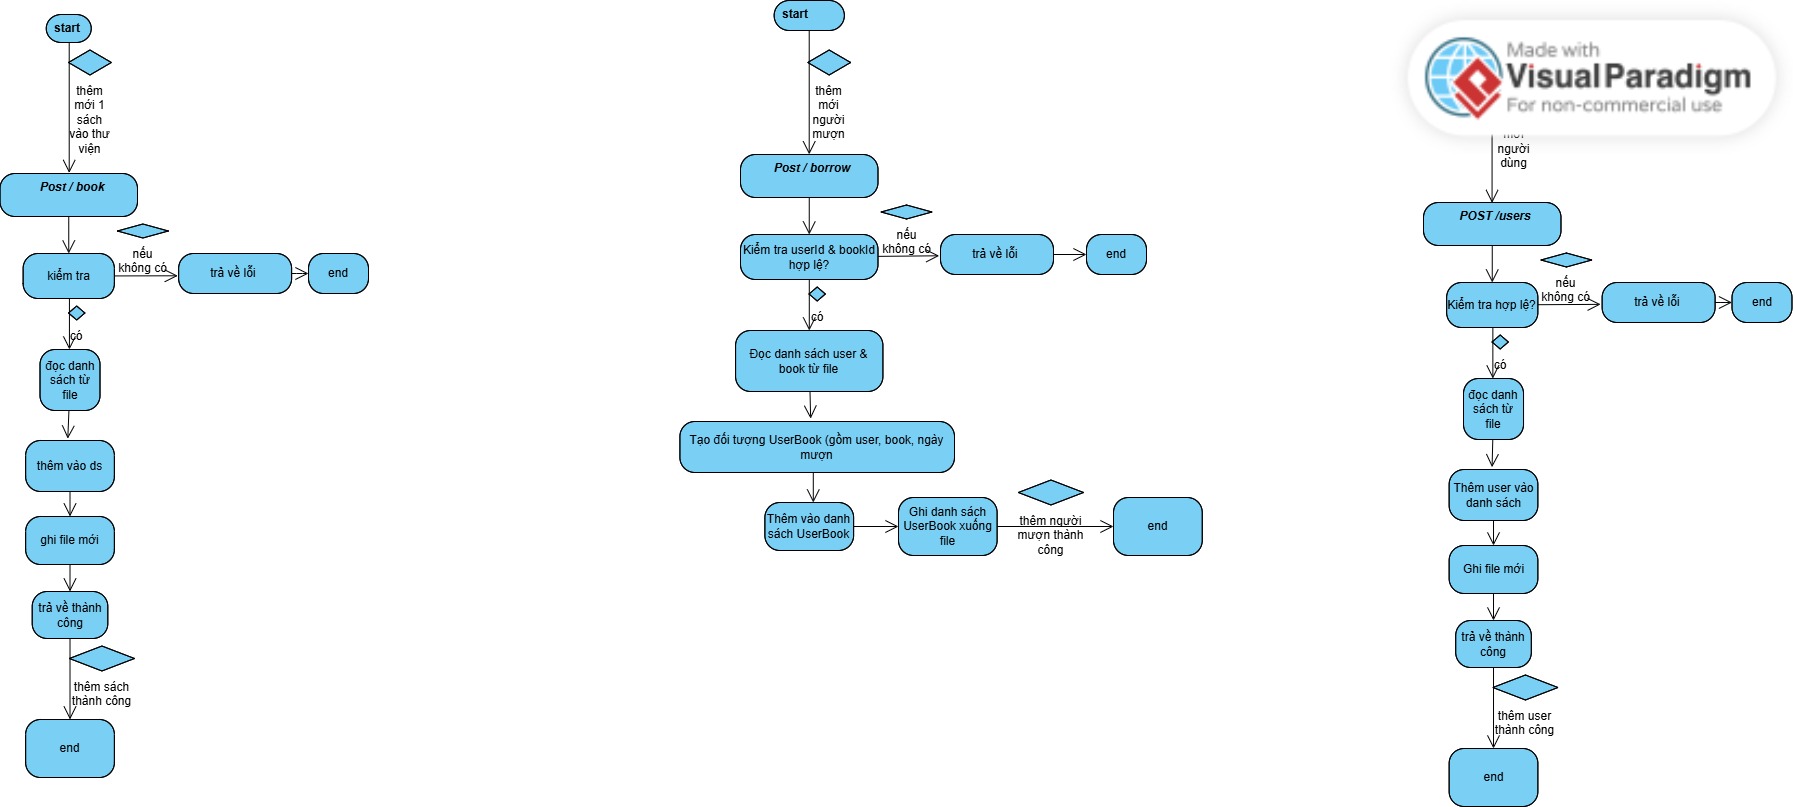 start
thêm
mới 1
sách
vào thư
viện
Post / book
kiểm tra
nếu
không có
trả về lỗi
end
có
đọc danh
sách từ
file
thêm vào ds
ghi file mới
trả về thành
công
thêm sách
thành công
end
start
thêm
mới
người
mượn
Post / borrow
Kiểm tra userId & bookId
hợp lệ?
nếu
không có
trả về lỗi
end
có
Đọc danh sách user &
book từ file
Tạo đối tượng UserBook (gồm user, book, ngày
mượn
Thêm vào danh
sách UserBook
Ghi danh sách
UserBook xuống
file
thêm người
mượn thành
công
end
Made with
Visual Paradigm
For non-commercial use
người
dùng
POST /users
Kiểm tra hợp lệ?
nếu
không có
trả về lỗi
end
có
đọc danh
sách từ
file
Thêm user vào
danh sách
Ghi file mới
trả về thành
công
thêm user
thành công
end